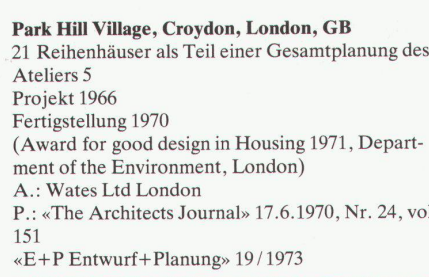 Park Hill Village, Croydon, London, GB
21 Reihenhäuser als Teil einer Gesamtplanung des
Ateliers 5
Projekt 1966
Fertigstellung 1970
(Award for good design in Housing 1971, Depart-
ment of the Environment, London)
A.: Wates Ltd London
P.: «The Architects Journal» 17.6.1970, Nr. 24, vol
151
«E+P Entwurf+Planung» 19/1973